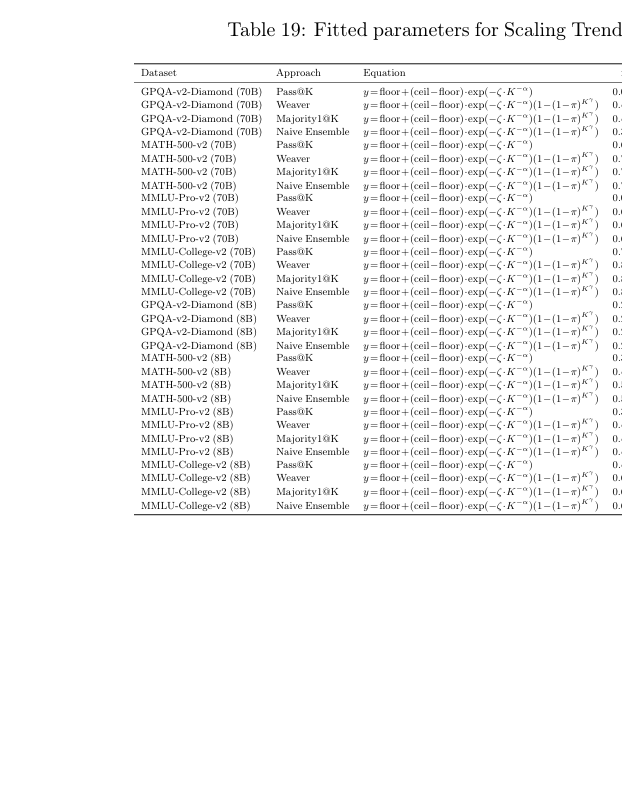 Table 19: Fitted parameters for Scaling Trend
Dataset Approach Equation
GPQA-v2-Diamond (70B) Pass@K y=floor+(ceil−floor)·exp(−ζ·K^{−α})
GPQA-v2-Diamond (70B) Weaver y=floor+(ceil−floor)·exp(−ζ·K^{−α})(1−(1−π)^{K^γ})
GPQA-v2-Diamond (70B) Majority1@K y=floor+(ceil−floor)·exp(−ζ·K^{−α})(1−(1−π)^{K^γ})
GPQA-v2-Diamond (70B) Naive Ensemble y=floor+(ceil−floor)·exp(−ζ·K^{−α})(1−(1−π)^{K^γ})
MATH-500-v2 (70B) Pass@K y=floor+(ceil−floor)·exp(−ζ·K^{−α})
MATH-500-v2 (70B) Weaver y=floor+(ceil−floor)·exp(−ζ·K^{−α})(1−(1−π)^{K^γ})
MATH-500-v2 (70B) Majority1@K y=floor+(ceil−floor)·exp(−ζ·K^{−α})(1−(1−π)^{K^γ})
MATH-500-v2 (70B) Naive Ensemble y=floor+(ceil−floor)·exp(−ζ·K^{−α})(1−(1−π)^{K^γ})
MMLU-Pro-v2 (70B) Pass@K y=floor+(ceil−floor)·exp(−ζ·K^{−α})
MMLU-Pro-v2 (70B) Weaver y=floor+(ceil−floor)·exp(−ζ·K^{−α})(1−(1−π)^{K^γ})
MMLU-Pro-v2 (70B) Majority1@K y=floor+(ceil−floor)·exp(−ζ·K^{−α})(1−(1−π)^{K^γ})
MMLU-Pro-v2 (70B) Naive Ensemble y=floor+(ceil−floor)·exp(−ζ·K^{−α})(1−(1−π)^{K^γ})
MMLU-College-v2 (70B) Pass@K y=floor+(ceil−floor)·exp(−ζ·K^{−α})
MMLU-College-v2 (70B) Weaver y=floor+(ceil−floor)·exp(−ζ·K^{−α})(1−(1−π)^{K^γ})
MMLU-College-v2 (70B) Majority1@K y=floor+(ceil−floor)·exp(−ζ·K^{−α})(1−(1−π)^{K^γ})
MMLU-College-v2 (70B) Naive Ensemble y=floor+(ceil−floor)·exp(−ζ·K^{−α})(1−(1−π)^{K^γ})
GPQA-v2-Diamond (8B) Pass@K y=floor+(ceil−floor)·exp(−ζ·K^{−α})
GPQA-v2-Diamond (8B) Weaver y=floor+(ceil−floor)·exp(−ζ·K^{−α})(1−(1−π)^{K^γ})
GPQA-v2-Diamond (8B) Majority1@K y=floor+(ceil−floor)·exp(−ζ·K^{−α})(1−(1−π)^{K^γ})
GPQA-v2-Diamond (8B) Naive Ensemble y=floor+(ceil−floor)·exp(−ζ·K^{−α})(1−(1−π)^{K^γ})
MATH-500-v2 (8B) Pass@K y=floor+(ceil−floor)·exp(−ζ·K^{−α})
MATH-500-v2 (8B) Weaver y=floor+(ceil−floor)·exp(−ζ·K^{−α})(1−(1−π)^{K^γ})
MATH-500-v2 (8B) Majority1@K y=floor+(ceil−floor)·exp(−ζ·K^{−α})(1−(1−π)^{K^γ})
MATH-500-v2 (8B) Naive Ensemble y=floor+(ceil−floor)·exp(−ζ·K^{−α})(1−(1−π)^{K^γ})
MMLU-Pro-v2 (8B) Pass@K y=floor+(ceil−floor)·exp(−ζ·K^{−α})
MMLU-Pro-v2 (8B) Weaver y=floor+(ceil−floor)·exp(−ζ·K^{−α})(1−(1−π)^{K^γ})
MMLU-Pro-v2 (8B) Majority1@K y=floor+(ceil−floor)·exp(−ζ·K^{−α})(1−(1−π)^{K^γ})
MMLU-Pro-v2 (8B) Naive Ensemble y=floor+(ceil−floor)·exp(−ζ·K^{−α})(1−(1−π)^{K^γ})
MMLU-College-v2 (8B) Pass@K y=floor+(ceil−floor)·exp(−ζ·K^{−α})
MMLU-College-v2 (8B) Weaver y=floor+(ceil−floor)·exp(−ζ·K^{−α})(1−(1−π)^{K^γ})
MMLU-College-v2 (8B) Majority1@K y=floor+(ceil−floor)·exp(−ζ·K^{−α})(1−(1−π)^{K^γ})
MMLU-College-v2 (8B) Naive Ensemble y=floor+(ceil−floor)·exp(−ζ·K^{−α})(1−(1−π)^{K^γ})